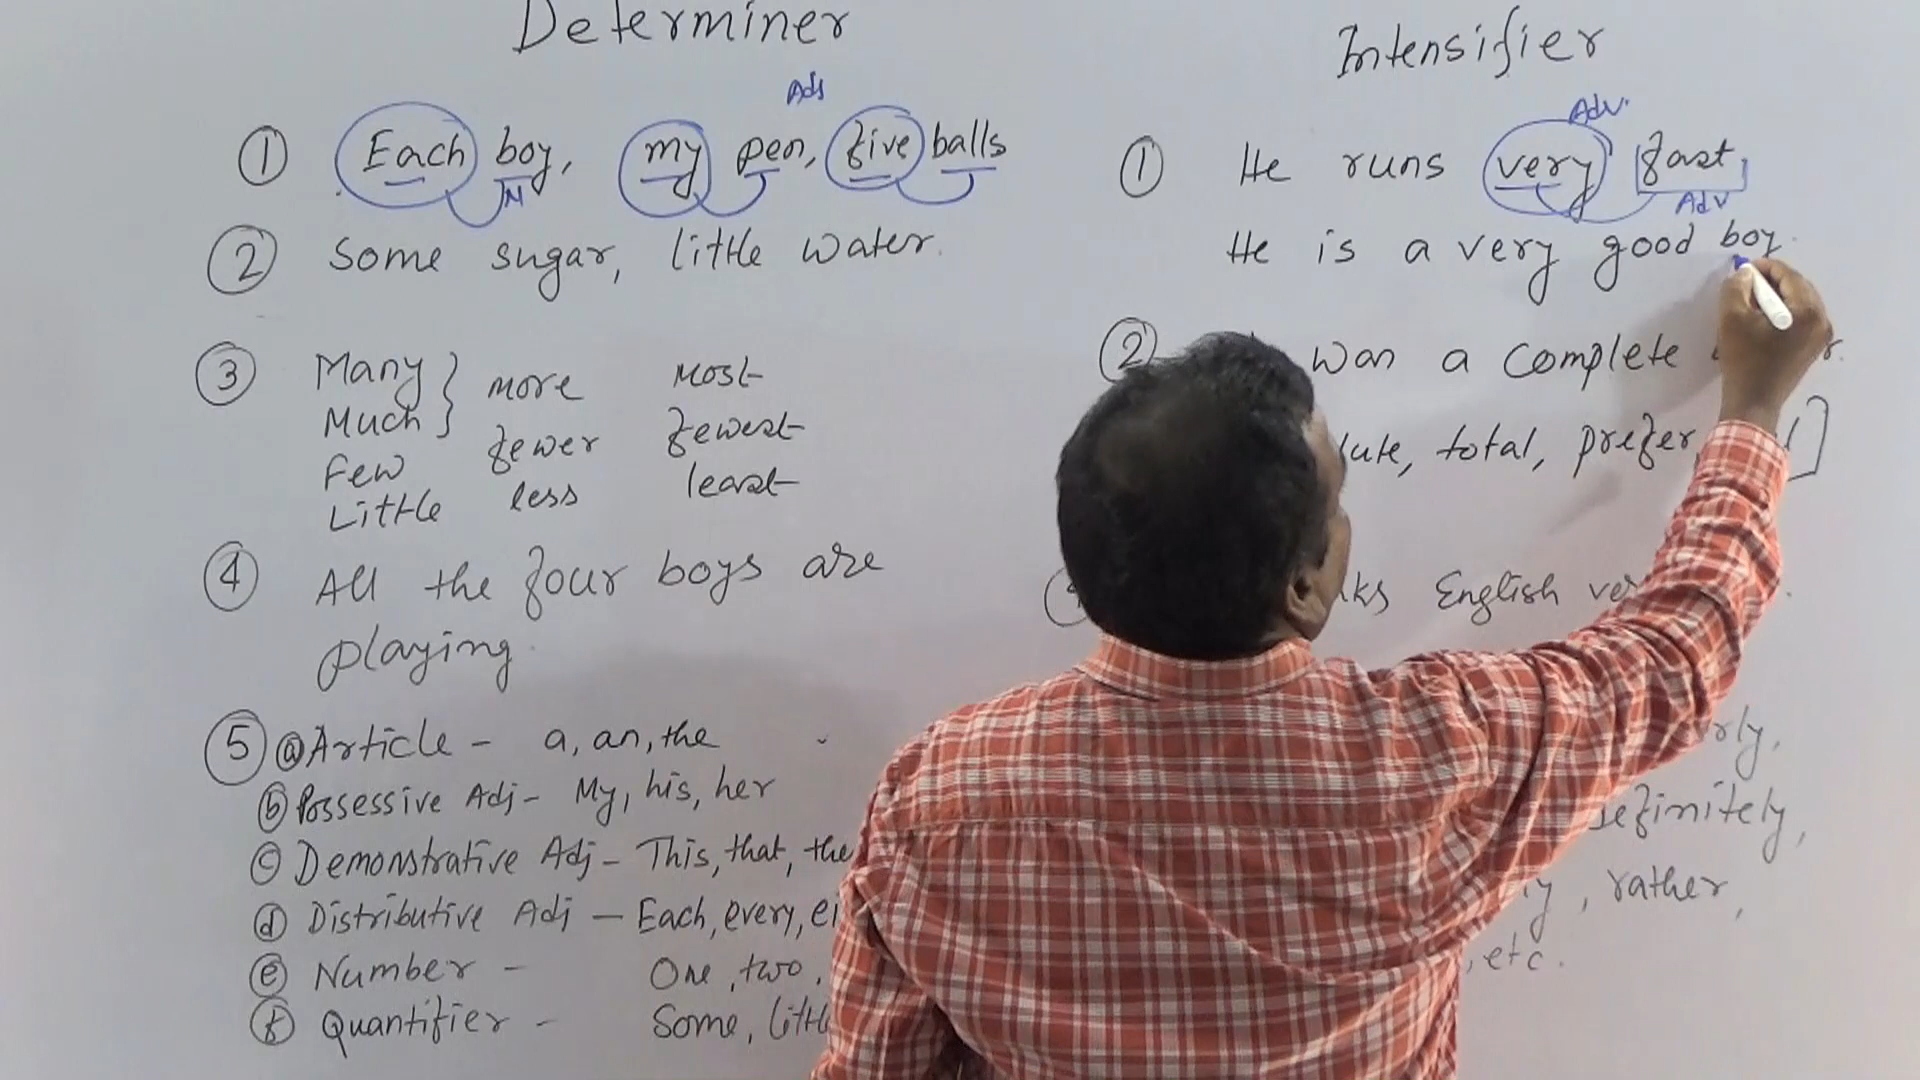 Determiner
Adj
① Each boy, my pen, five balls
N
② Some sugar, little water.
③ Many } more most
Much
Few fewer fewest
Little less least
④ All the four boys are
playing.
⑤ ⓐ Article - a, an, the
ⓑ Possessive Adj - My, his, her
ⓒ Demonstrative Adj - This, that, the
ⓓ Distributive Adj - Each, every, ei
ⓔ Number - One, two,
ⓕ Quantifier - Some, littl
Intensifier
Adv.
① He runs very fast
Adv
He is a very good boy.
② was a complete
total, prefer
English
definitely,
rather,
, etc.